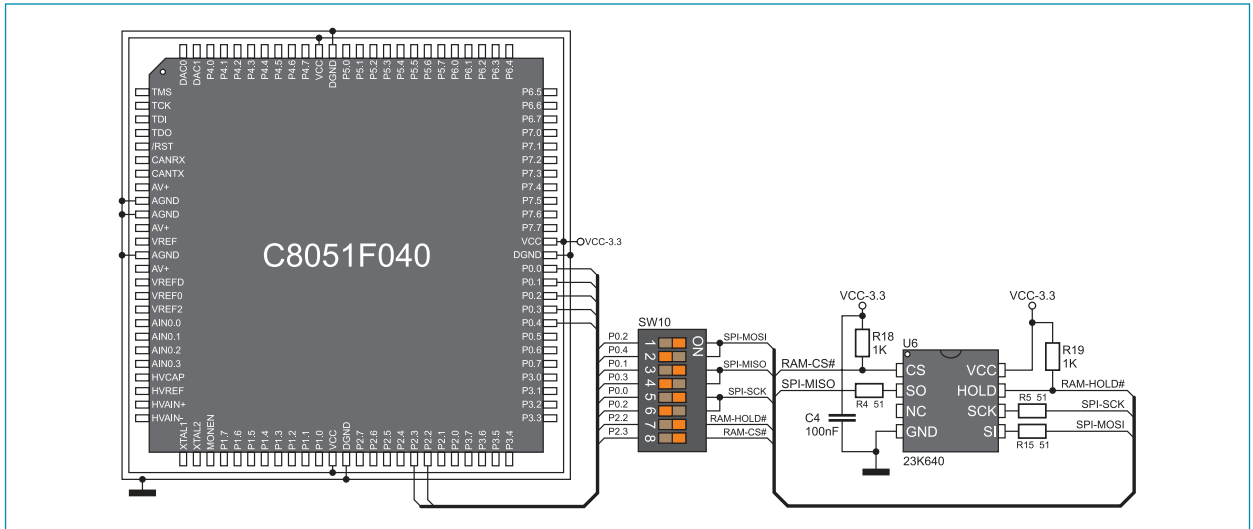 DAC0
DAC1
P4.0
P4.1
P4.2
P4.3
P4.4
P4.5
P4.6
P4.7
VCC
DGND
P5.0
P5.1
P5.2
P5.3
P5.4
P5.5
P5.6
P5.7
P6.0
P6.1
P6.2
P6.3
P6.4
TMS
TCK
TDI
TDO
/RST
CANRX
CANTX
AV+
AGND
AGND
AV+
VREF
AGND
AV+
VREFD
VREF0
VREF2
AIN0.0
AIN0.1
AIN0.2
AIN0.3
HVCAP
HVREF
HVAIN+
HVAIN-
C8051F040
P6.5
P6.6
P6.7
P7.0
P7.1
P7.2
P7.3
P7.4
P7.5
P7.6
P7.7
VCC
DGND
P0.0
P0.1
P0.2
P0.3
P0.4
P0.5
P0.6
P0.7
P3.0
P3.1
P3.2
P3.3
VCC-3.3
XTAL1
XTAL2
MONEN
P1.7
P1.6
P1.5
P1.4
P1.3
P1.2
P1.1
P1.0
VCC
DGND
P2.7
P2.6
P2.5
P2.4
P2.3
P2.2
P2.1
P2.0
P3.7
P3.6
P3.5
P3.4
SW10
P0.2
P0.4
P0.1
P0.3
P0.0
P0.2
P2.2
P2.3
1
2
3
4
5
6
7
8
ON
SPI-MOSI
SPI-MISO
SPI-SCK
RAM-HOLD#
RAM-CS#
VCC-3.3
VCC-3.3
R18
1K
R19
1K
U6
RAM-CS#
SPI-MISO
R4 51
C4
100nF
CS
SO
NC
GND
VCC
HOLD
SCK
SI
23K640
RAM-HOLD#
R5 51
SPI-SCK
SPI-MOSI
R15 51